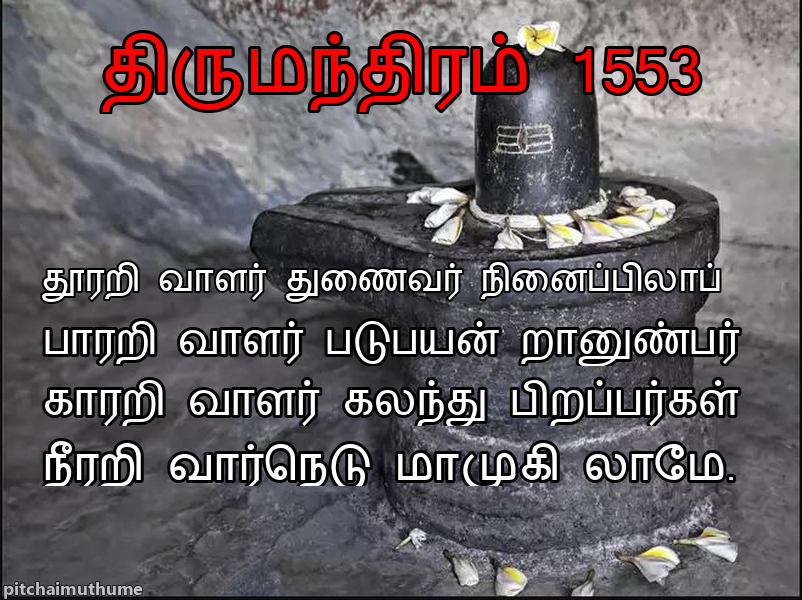 திருமந்திரம் 1553
தூரறி வாளர் துணைவர் நினைப்பிலாப்
பாரறி வாளர் படுபயன் றானுண்பர்
காரறி வாளர் கலந்து பிறப்பர்கள்
நீரறி வார்நெடு மாமுகி லாமே.
pitchaimuthume